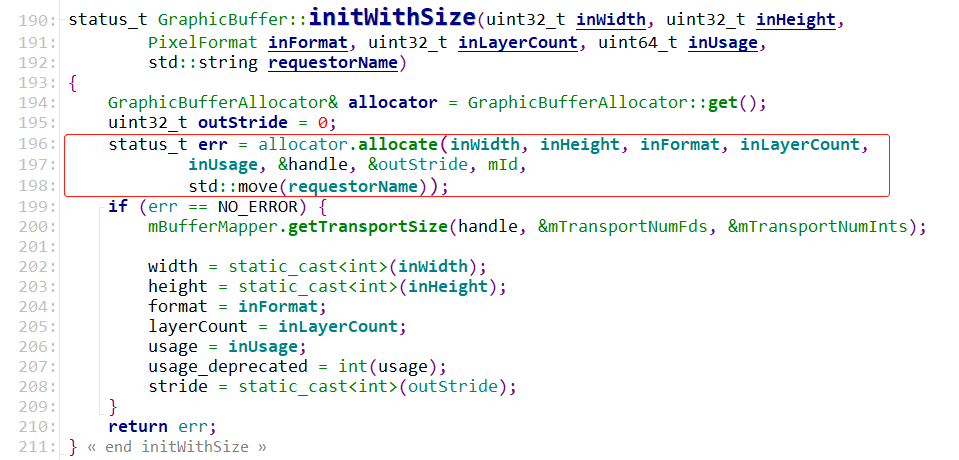 190: status_t GraphicBuffer::initWithSize(uint32_t inWidth, uint32_t inHeight,
191:         PixelFormat inFormat, uint32_t inLayerCount, uint64_t inUsage,
192:         std::string requestorName)
193: {
194:     GraphicBufferAllocator& allocator = GraphicBufferAllocator::get();
195:     uint32_t outStride = 0;
196:     status_t err = allocator.allocate(inWidth, inHeight, inFormat, inLayerCount,
197:             inUsage, &handle, &outStride, mId,
198:             std::move(requestorName));
199:     if (err == NO_ERROR) {
200:         mBufferMapper.getTransportSize(handle, &mTransportNumFds, &mTransportNumInts);
201:
202:         width = static_cast<int>(inWidth);
203:         height = static_cast<int>(inHeight);
204:         format = inFormat;
205:         layerCount = inLayerCount;
206:         usage = inUsage;
207:         usage_deprecated = int(usage);
208:         stride = static_cast<int>(outStride);
209:     }
210:     return err;
211: } « end initWithSize »